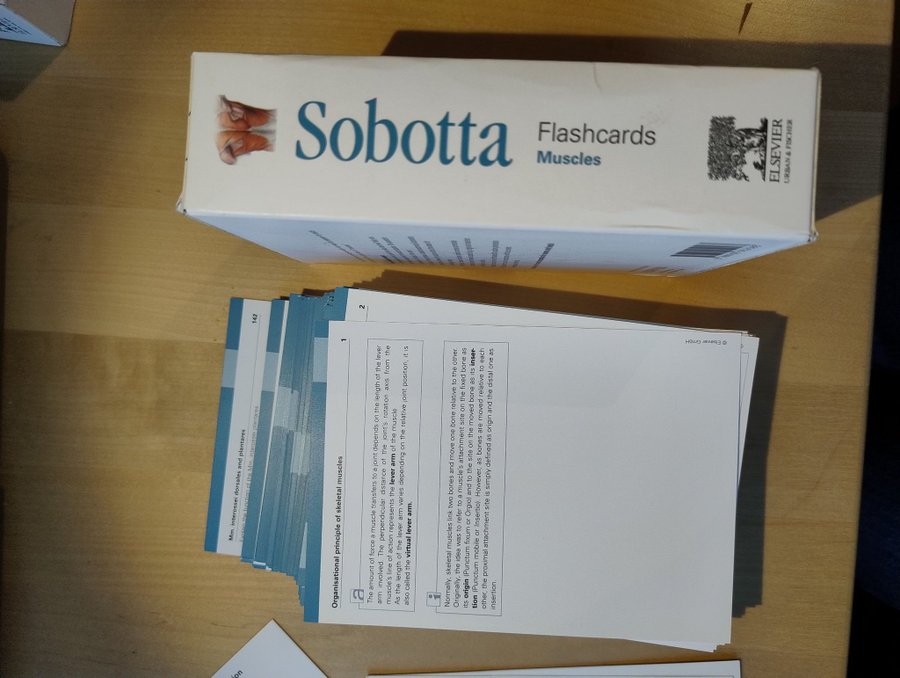 Sobotta
Flashcards
Muscles
ELSEVIER
URBAN & FISCHER
142
Mm. interossei dorsales and plantares
2
1
© Elsevier GmbH
Organisational principle of skeletal muscles
a
The amount of force a muscle transfers to a joint depends on the length of the lever
arm involved. The perpendicular distance of the joint's rotation axis from the
muscle's line of action represents the lever arm of the muscle
As the length of the lever arm varies depending on the relative joint position, it is
also called the virtual lever arm.
i
Normally, skeletal muscles link two bones and move one bone relative to the other.
Originally, the idea was to refer to a muscle's attachment site on the fixed bone as
its origin (Punctum fixum or Origo) and to the site on the moved bone as its inser-
tion (Punctum mobile or Insertio). However, as bones are moved relative to each
other, the proximal attachment site is simply defined as origin and the distal one as
insertion.